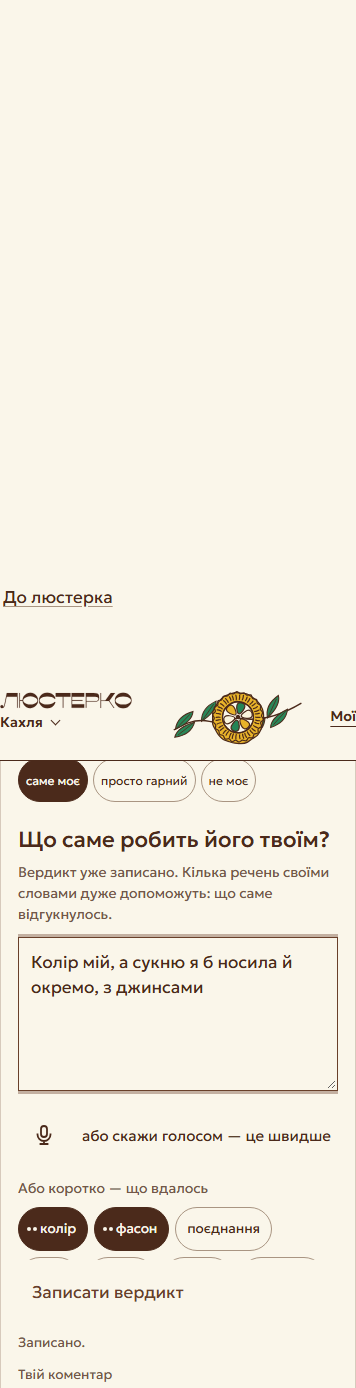 До люстерка
ЛЮСТЕРКО
Кахля
Мої
саме моє
просто гарний
не моє
Що саме робить його твоїм?
Вердикт уже записано. Кілька речень своїми
словами дуже допоможуть: що саме
відгукнулось.
Колір мій, а сукню я б носила й
окремо, з джинсами
або скажи голосом — це швидше
Або коротко — що вдалось
•• колір
•• фасон
поєднання
Записати вердикт
Записано.
Твій коментар